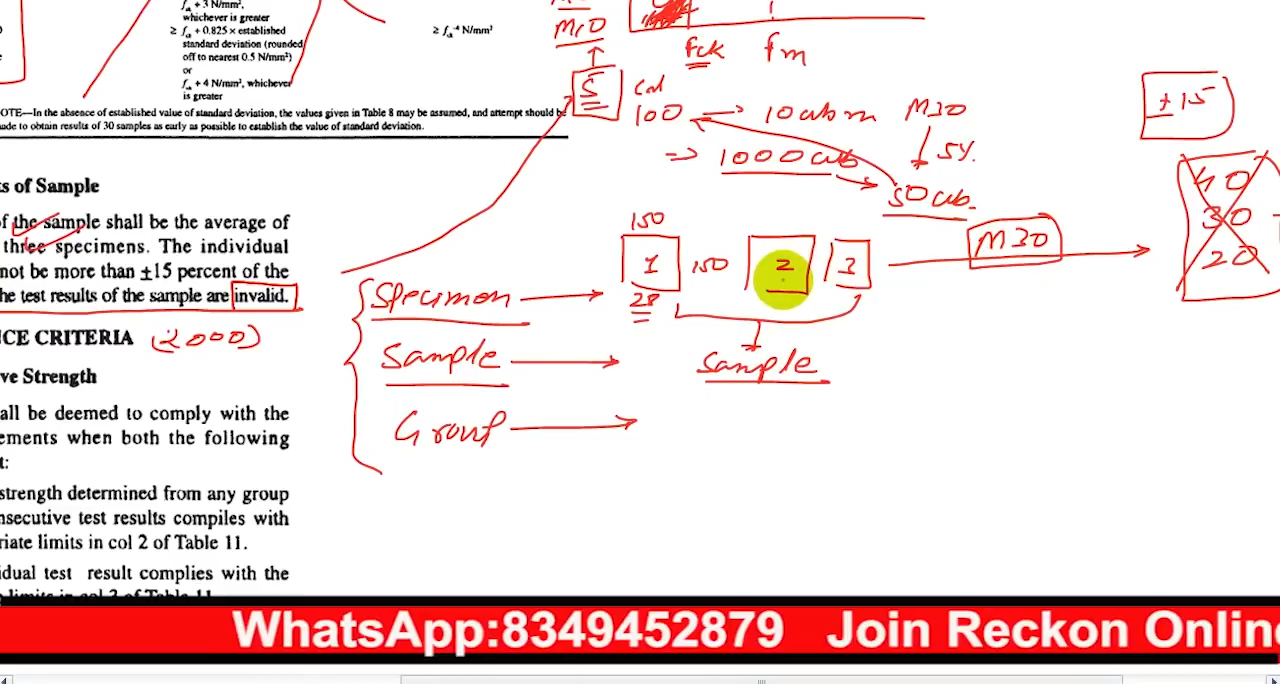 fck + 3 N/mm²,
whichever is greater
≥ fck + 0.825 × established
standard deviation (rounded
off to nearest 0.5 N/mm²)
or
fck + 4 N/mm², whichever
is greater
≥ fck-4 N/mm²
OTE—In the absence of established value of standard deviation, the values given in Table 8 may be assumed, and attempt should be
ade to obtain results of 30 samples as early as possible to establish the value of standard deviation.
ts of Sample
of the sample shall be the average of
three specimens. The individual
not be more than ±15 percent of the
he test results of the sample are invalid.
CE CRITERIA (2000)
ve Strength
all be deemed to comply with the
ements when both the following
t:
strength determined from any group
nsecutive test results compiles with
riate limits in col 2 of Table 11.
idual test result complies with the
M10
fck fm
5 Col
100 → 10 cub m M30
⇒ 1000 cub 5%.
50 cub.
±15
40
30
20
150
1 150 2 3
28
M30
Specimon
Sample
Sample
Group
WhatsApp:8349452879 Join Reckon Onlin